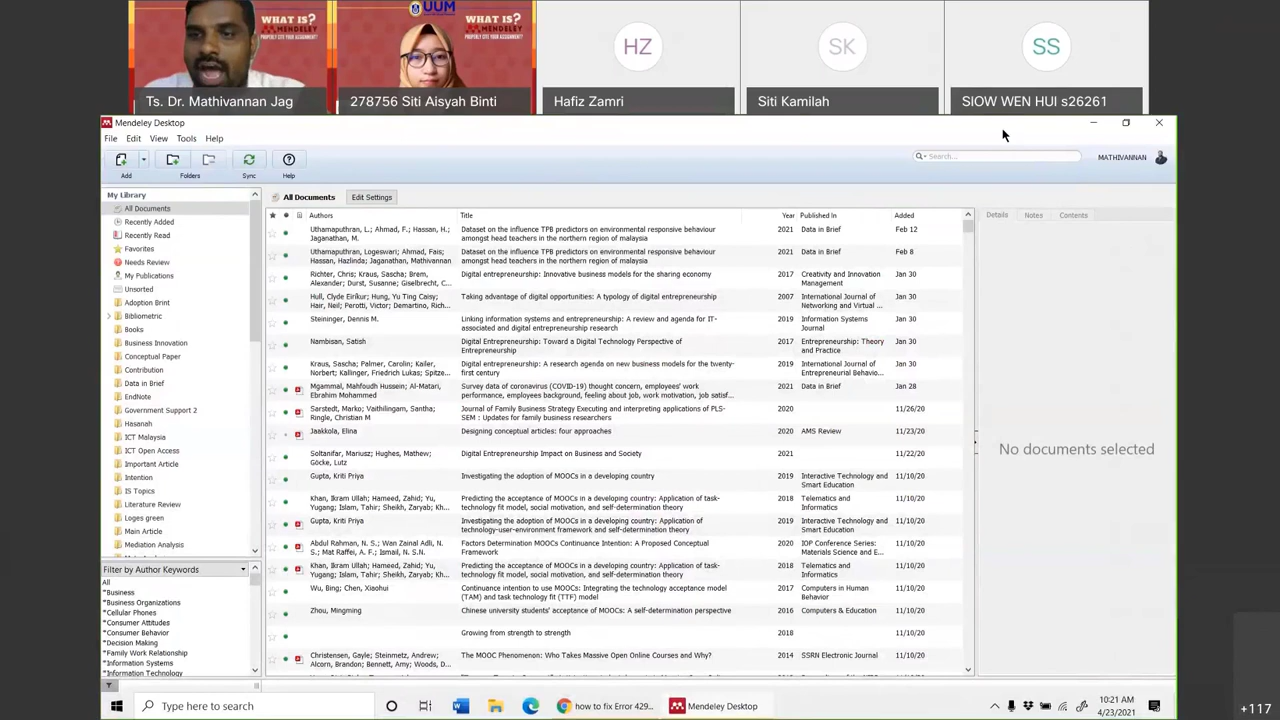 WHAT IS?
MENDELEY
PROPERLY CITE YOUR ASSIGNMENT?
UUM
WHAT IS?
MENDELEY
PROPERLY CITE YOUR ASSIGNMENT?
HZ
SK
SS
Ts. Dr. Mathivannan Jag
278756 Siti Aisyah Binti
Hafiz Zamri
Siti Kamilah
SIOW WEN HUI s26261
Mendeley Desktop
File Edit View Tools Help
Search...
MATHIVANNAN
Add Folders Sync Help
My Library
All Documents
Recently Added
Recently Read
Favorites
Needs Review
My Publications
Unsorted
Adoption Brint
Bibliometric
Books
Business Innovation
Conceptual Paper
Contribution
Data in Brief
EndNote
Government Support 2
Hasanah
ICT Malaysia
ICT Open Access
Important Article
Intention
IS Topics
Literature Review
Loges green
Main Article
Mediation Analysis
Filter by Author Keywords
All
*Business
*Business Organizations
*Cellular Phones
*Consumer Attitudes
*Consumer Behavior
*Decision Making
*Family Work Relationship
*Information Systems
*Information Technology
All Documents Edit Settings
Authors Title Year Published In Added
Uthamaputhran, L.; Ahmad, F.; Hassan, H.; Dataset on the influence TPB predictors on environmental responsive behaviour 2021 Data in Brief Feb 12
Jaganathan, M. amongst head teachers in the northern region of malaysia
Uthamaputhran, Logeswari; Ahmad, Fais; Dataset on the influence TPB predictors on environmental responsive behaviour 2021 Data in Brief Feb 8
Hassan, Hazlinda; Jaganathan, Mathivannan amongst head teachers in the northern region of malaysia
Richter, Chris; Kraus, Sascha; Brem, Digital entrepreneurship: Innovative business models for the sharing economy 2017 Creativity and Innovation Jan 30
Alexander; Durst, Susanne; Giselbrecht, C... Management
Hull, Clyde Eiríkur; Hung, Yu Ting Caisy; Taking advantage of digital opportunities: A typology of digital entrepreneurship 2007 International Journal of Jan 30
Hair, Neil; Perotti, Victor; Demartino, Rich... Networking and Virtual ...
Steininger, Dennis M. Linking information systems and entrepreneurship: A review and agenda for IT- 2019 Information Systems Jan 30
associated and digital entrepreneurship research Journal
Nambisan, Satish Digital Entrepreneurship: Toward a Digital Technology Perspective of 2017 Entrepreneurship: Theory Jan 30
Entrepreneurship and Practice
Kraus, Sascha; Palmer, Carolin; Kailer, Digital entrepreneurship: A research agenda on new business models for the twenty- 2019 International Journal of Jan 30
Norbert; Kallinger, Friedrich Lukas; Spitze... first century Entrepreneurial Behavio...
Mgammal, Mahfoudh Hussein; Al-Matari, Survey data of coronavirus (COVID-19) thought concern, employees' work 2021 Data in Brief Jan 28
Ebrahim Mohammed performance, employees background, feeling about job, work motivation, job satisf...
Sarstedt, Marko; Vaithilingam, Santha; Journal of Family Business Strategy Executing and interpreting applications of PLS- 2020 11/26/20
Ringle, Christian M SEM : Updates for family business researchers
Jaakkola, Elina Designing conceptual articles: four approaches 2020 AMS Review 11/23/20
Soltanifar, Mariusz; Hughes, Mathew; Digital Entrepreneurship Impact on Business and Society 2021 11/22/20
Göcke, Lutz
Gupta, Kriti Priya Investigating the adoption of MOOCs in a developing country 2019 Interactive Technology and 11/10/20
Smart Education
Khan, Ikram Ullah; Hameed, Zahid; Yu, Predicting the acceptance of MOOCs in a developing country: Application of task- 2018 Telematics and 11/10/20
Yugang; Islam, Tahir; Sheikh, Zaryab; Kh... technology fit model, social motivation, and self-determination theory Informatics
Gupta, Kriti Priya Investigating the adoption of MOOCs in a developing country: Application of 2019 Interactive Technology and 11/10/20
technology-user-environment framework and self-determination theory Smart Education
Abdul Rahman, N. S.; Wan Zainal Adli, N. Factors Determination MOOCs Continuance Intention: A Proposed Conceptual 2020 IOP Conference Series: 11/10/20
S.; Mat Raffei, A. F.; Ismail, N. S.N. Framework Materials Science and E...
Khan, Ikram Ullah; Hameed, Zahid; Yu, Predicting the acceptance of MOOCs in a developing country: Application of task- 2018 Telematics and 11/10/20
Yugang; Islam, Tahir; Sheikh, Zaryab; Kh... technology fit model, social motivation, and self-determination theory Informatics
Wu, Bing; Chen, Xiaohui Continuance intention to use MOOCs: Integrating the technology acceptance model 2017 Computers in Human 11/10/20
(TAM) and task technology fit (TTF) model Behavior
Zhou, Mingming Chinese university students' acceptance of MOOCs: A self-determination perspective 2016 Computers & Education 11/10/20
Growing from strength to strength 2018 11/10/20
Christensen, Gayle; Steinmetz, Andrew; The MOOC Phenomenon: Who Takes Massive Open Online Courses and Why? 2014 SSRN Electronic Journal 11/10/20
Alcorn, Brandon; Bennett, Amy; Woods, D...
Details Notes Contents
No documents selected
Type here to search
how to fix Error 429...
Mendeley Desktop
10:21 AM
4/23/2021
+117